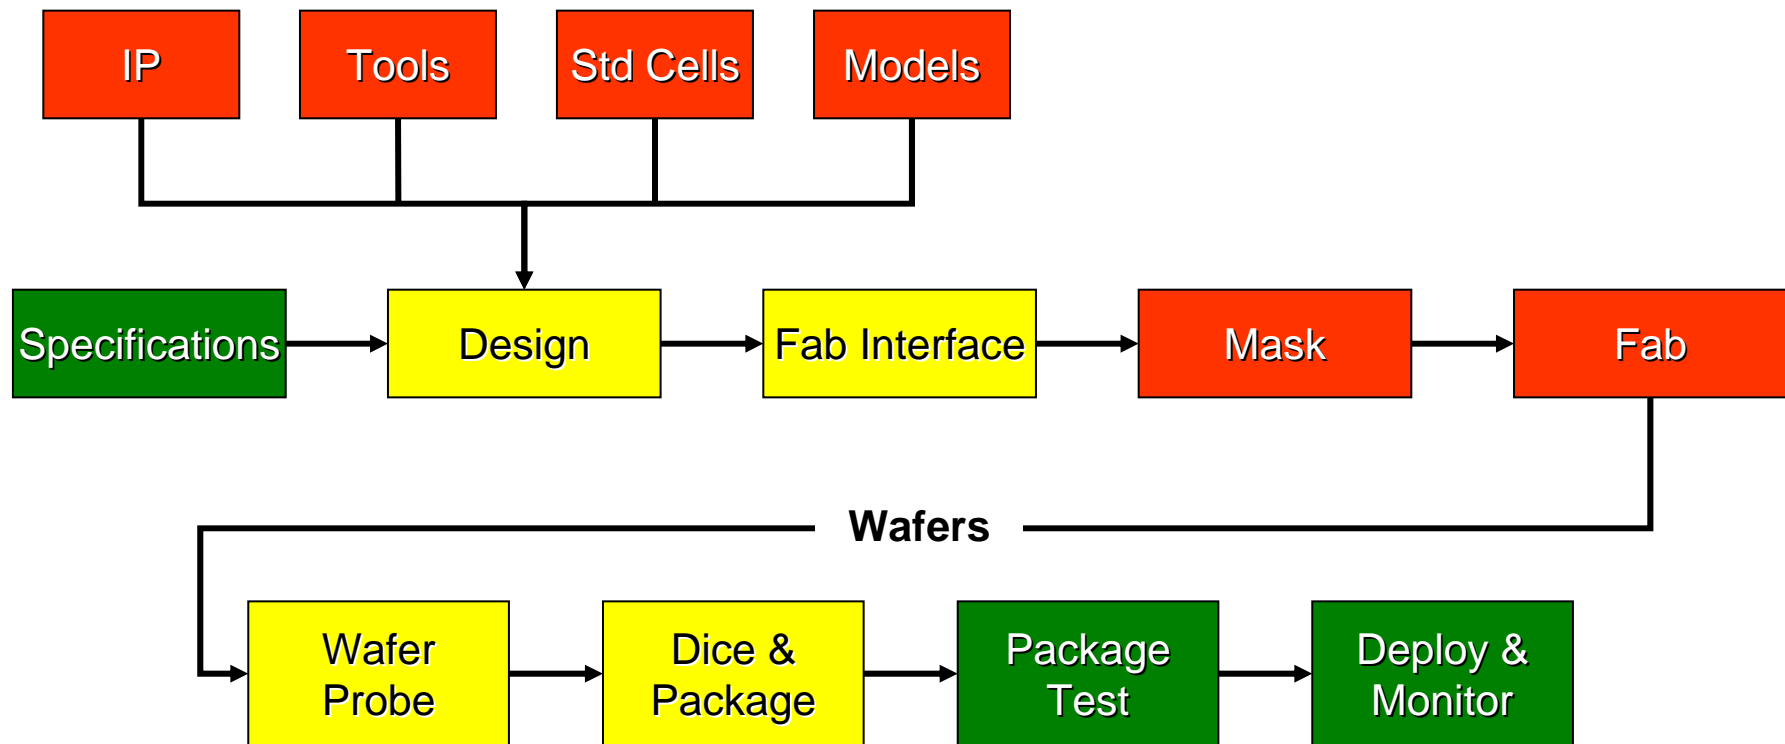 IP
Tools
Std Cells
Models
Specifications
Design
Fab Interface
Mask
Fab
Wafers
Wafer
Probe
Dice &
Package
Package
Test
Deploy &
Monitor